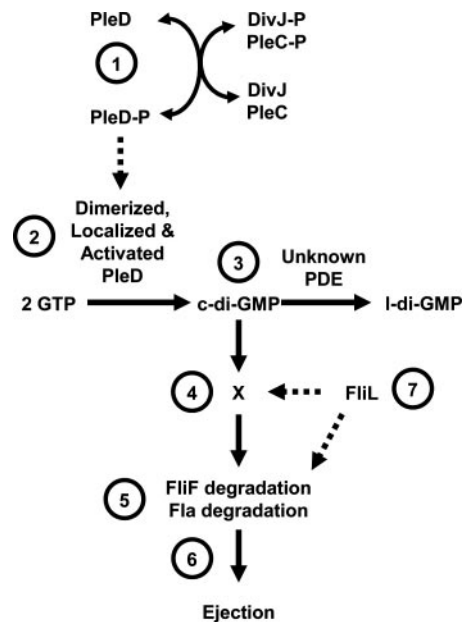 PleD
DivJ-P
PleC-P
1
PleD-P
DivJ
PleC
2
Dimerized,
Localized &
Activated
PleD
3
Unknown
PDE
2 GTP
c-di-GMP
l-di-GMP
4
X
FliL
7
5
FliF degradation
Fla degradation
6
Ejection